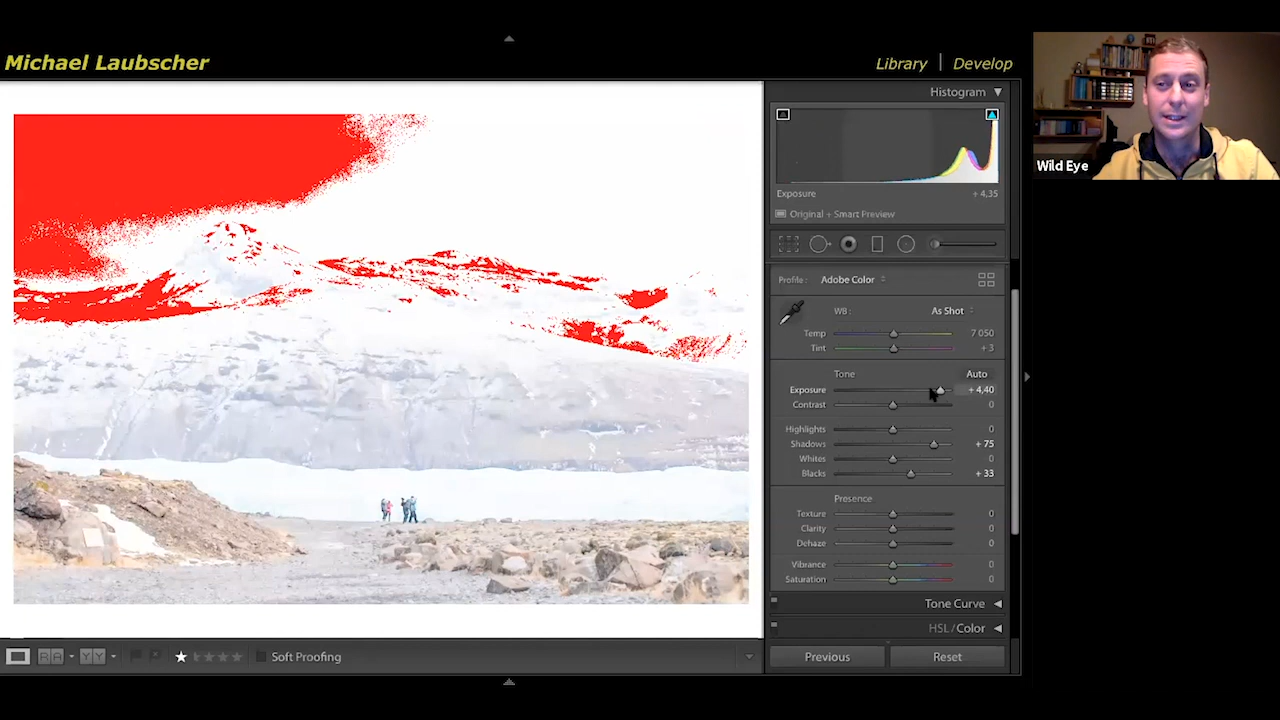 Michael Laubscher
Library | Develop
Histogram
Exposure + 4,35
Original + Smart Preview
Profile : Adobe Color
WB : As Shot
Temp 7 050
Tint + 3
Tone Auto
Exposure + 4,40
Contrast 0
Highlights 0
Shadows + 75
Whites 0
Blacks + 33
Presence
Texture 0
Clarity 0
Dehaze 0
Vibrance 0
Saturation 0
Tone Curve
HSL / Color
Previous Reset
R A Y Y Soft Proofing
Wild Eye